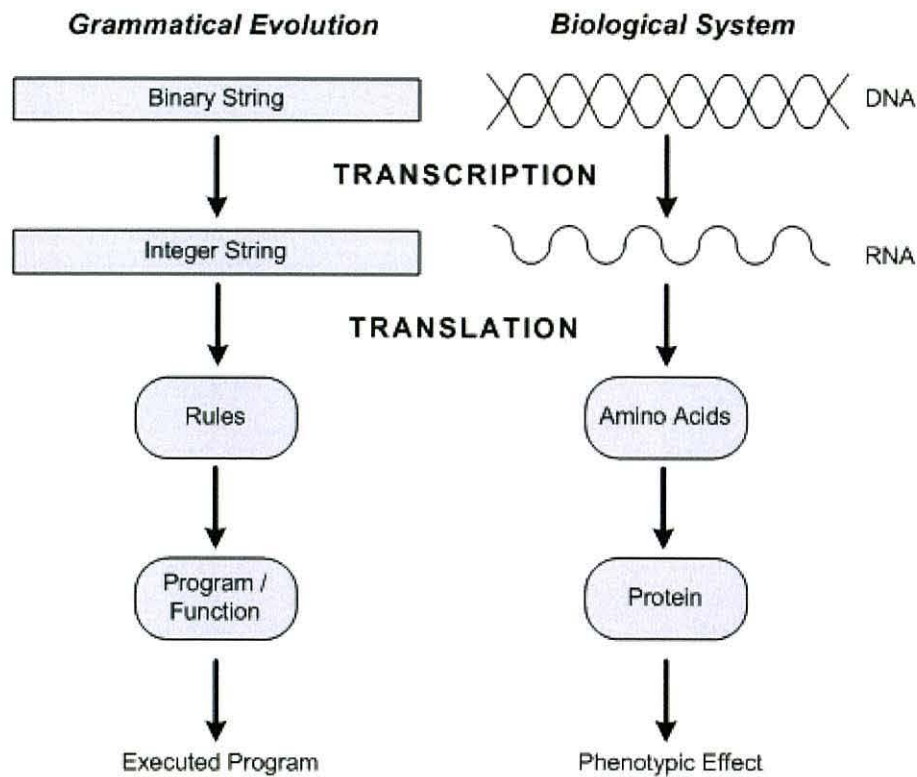 Grammatical Evolution
Biological System
Binary String
DNA
TRANSCRIPTION
Integer String
RNA
TRANSLATION
Rules
Amino Acids
Program /
Function
Protein
Executed Program
Phenotypic Effect